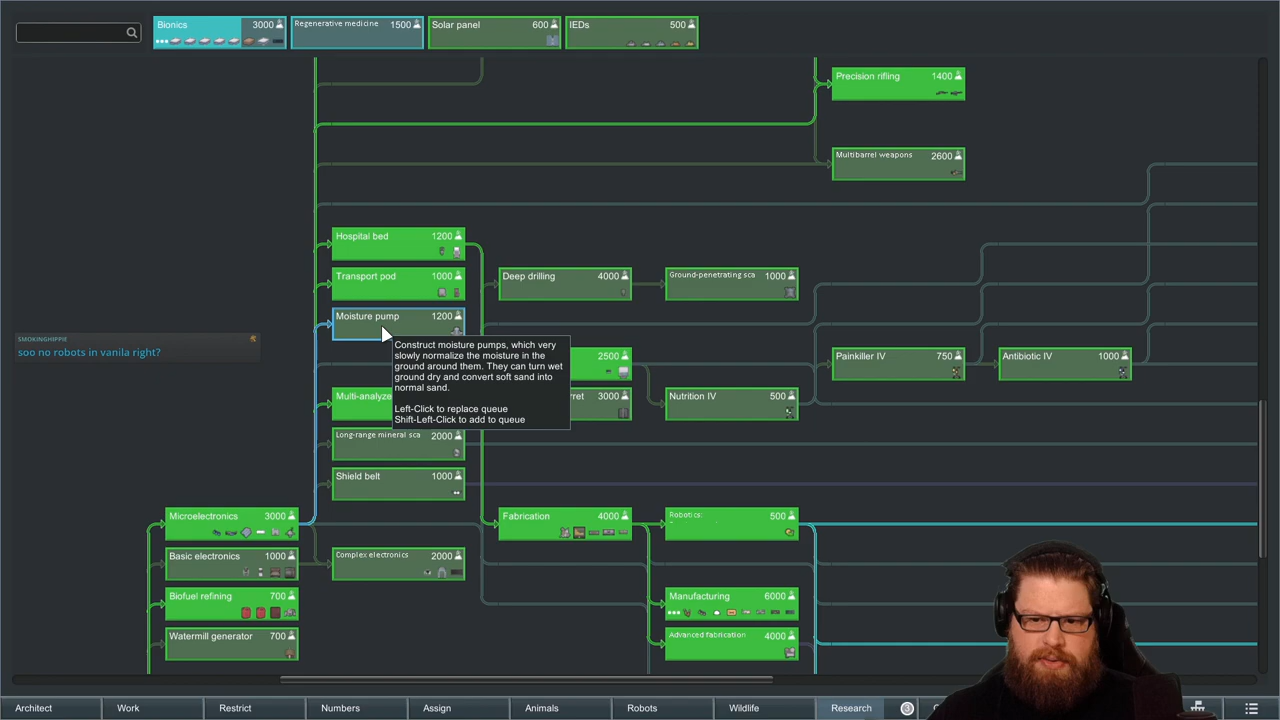 Bionics 3000
Regenerative medicine 1500
Solar panel 600
IEDs 500
Precision rifling 1400
Multibarrel weapons 2600
Hospital bed 1200
Transport pod 1000
Deep drilling 4000
Ground-penetrating sca 1000
Moisture pump 1200
SMOKINGHIPPIE
soo no robots in vanila right?
Construct moisture pumps, which very
slowly normalize the moisture in the
ground around them. They can turn wet
ground dry and convert soft sand into
normal sand.
Left-Click to replace queue
Shift-Left-Click to add to queue
2500
Painkiller IV 750
Antibiotic IV 1000
Multi-analyze
rret 3000
Nutrition IV 500
Long-range mineral sca 2000
Shield belt 1000
Microelectronics 3000
Fabrication 4000
Robotics: 500
Basic electronics 1000
Complex electronics 2000
Biofuel refining 700
Manufacturing 6000
Watermill generator 700
Advanced fabrication 4000
Architect
Work
Restrict
Numbers
Assign
Animals
Robots
Wildlife
Research
3